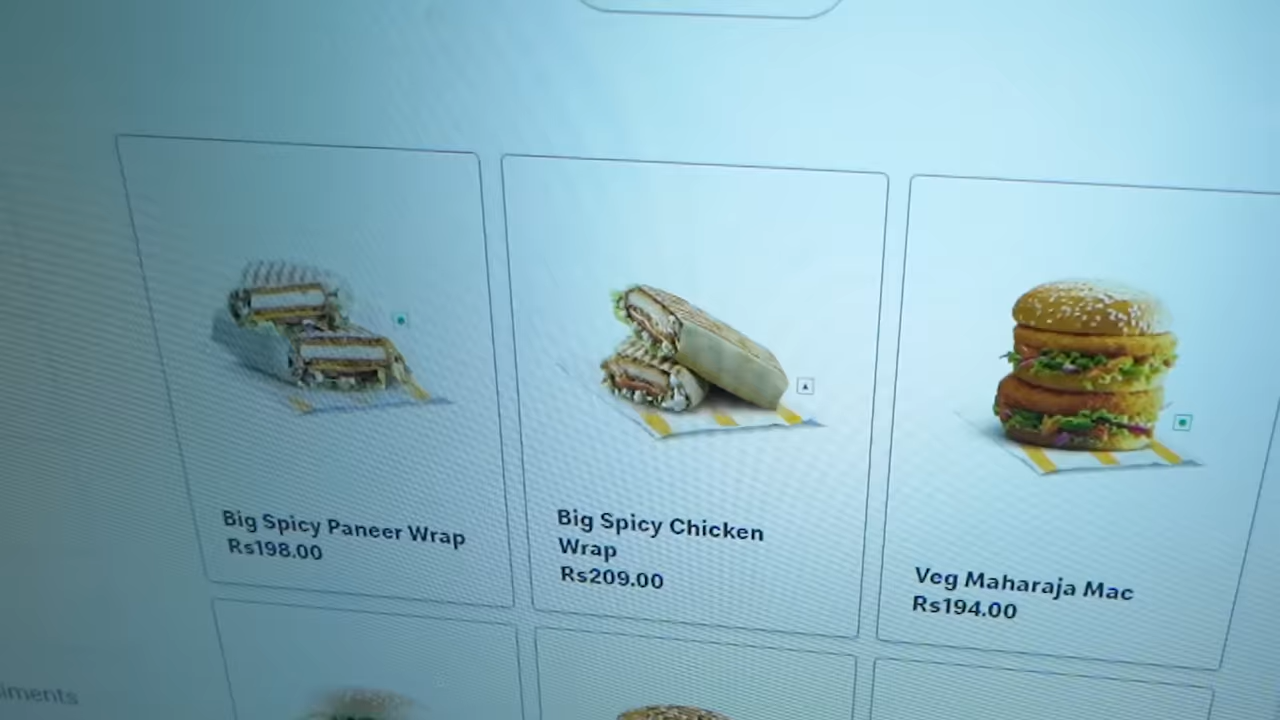 Big Spicy Paneer Wrap
Rs198.00
Big Spicy Chicken
Wrap
Rs209.00
Veg Maharaja Mac
Rs194.00